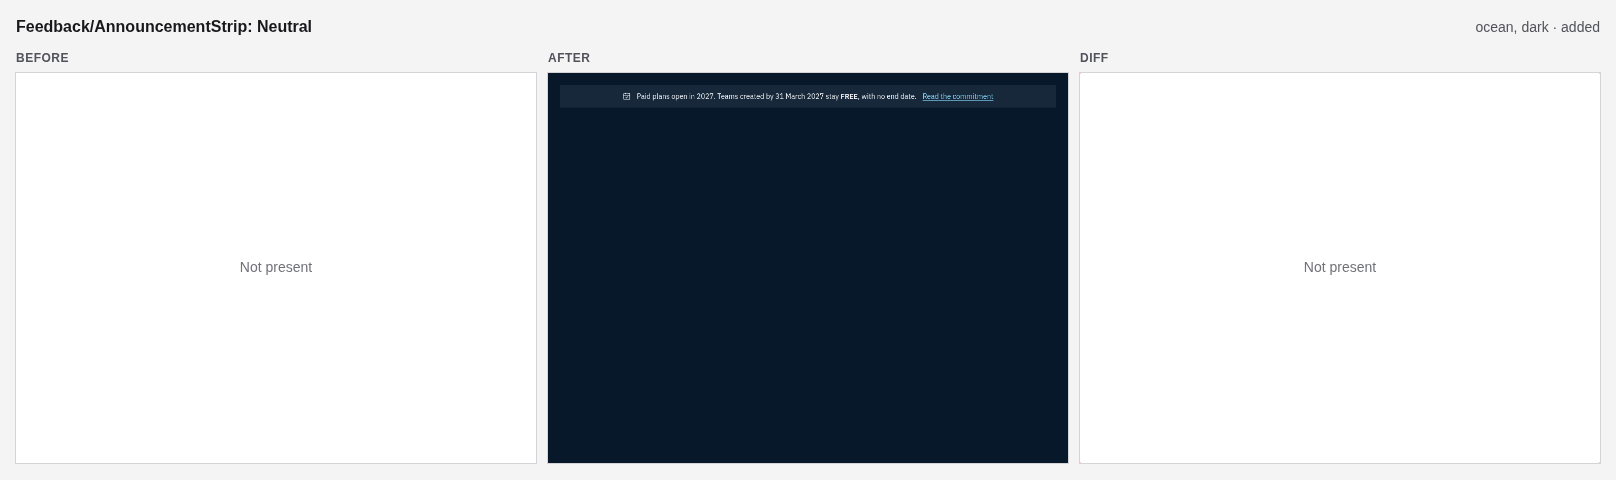 Feedback/AnnouncementStrip: Neutral
ocean, dark · added
BEFORE
AFTER
DIFF
Not present
Paid plans open in 2027. Teams created by 31 March 2027 stay FREE, with no end date. Read the commitment
Not present